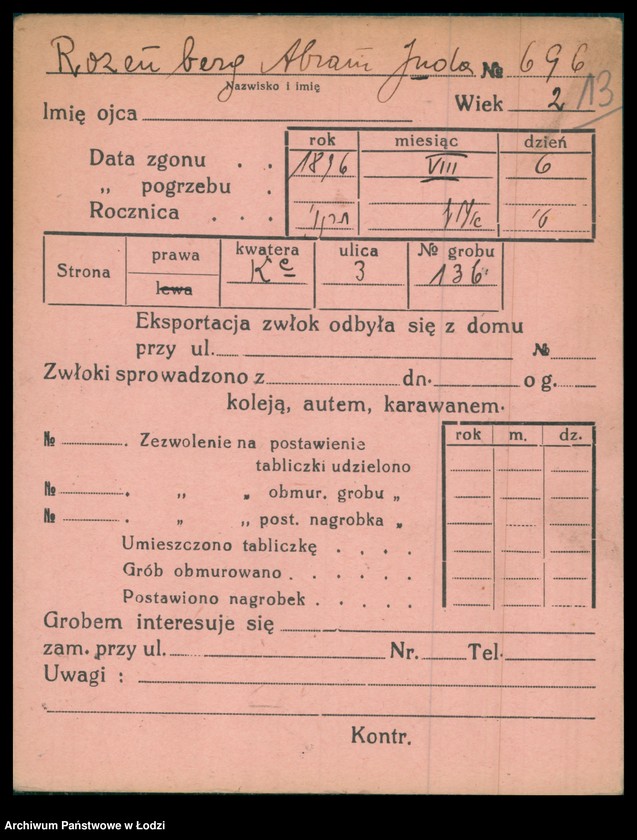 Rozenberg Abram Juda № 696
Nazwisko i imię
13
Imię ojca Wiek 2
rok miesiąc dzień
Data zgonu . . 1896 VIII 6
„ pogrzebu .
Rocznica . . .
Strona prawa kwatera ulica № grobu
lewa Ke 3 136
Eksportacja zwłok odbyła się z domu
przy ul. №
Zwłoki sprowadzono z dn. o g.
koleją, autem, karawanem.
rok m. dz.
№ . Zezwolenie na postawienie
tabliczki udzielono
№ . „ „ obmur. grobu „
№ . „ „ post. nagrobka „
Umieszczono tabliczkę . . . .
Grób obmurowano . . . . .
Postawiono nagrobek . . . . .
Grobem interesuje się
zam. przy ul. Nr. Tel.
Uwagi :
Kontr.
Archiwum Państwowe w Łodzi